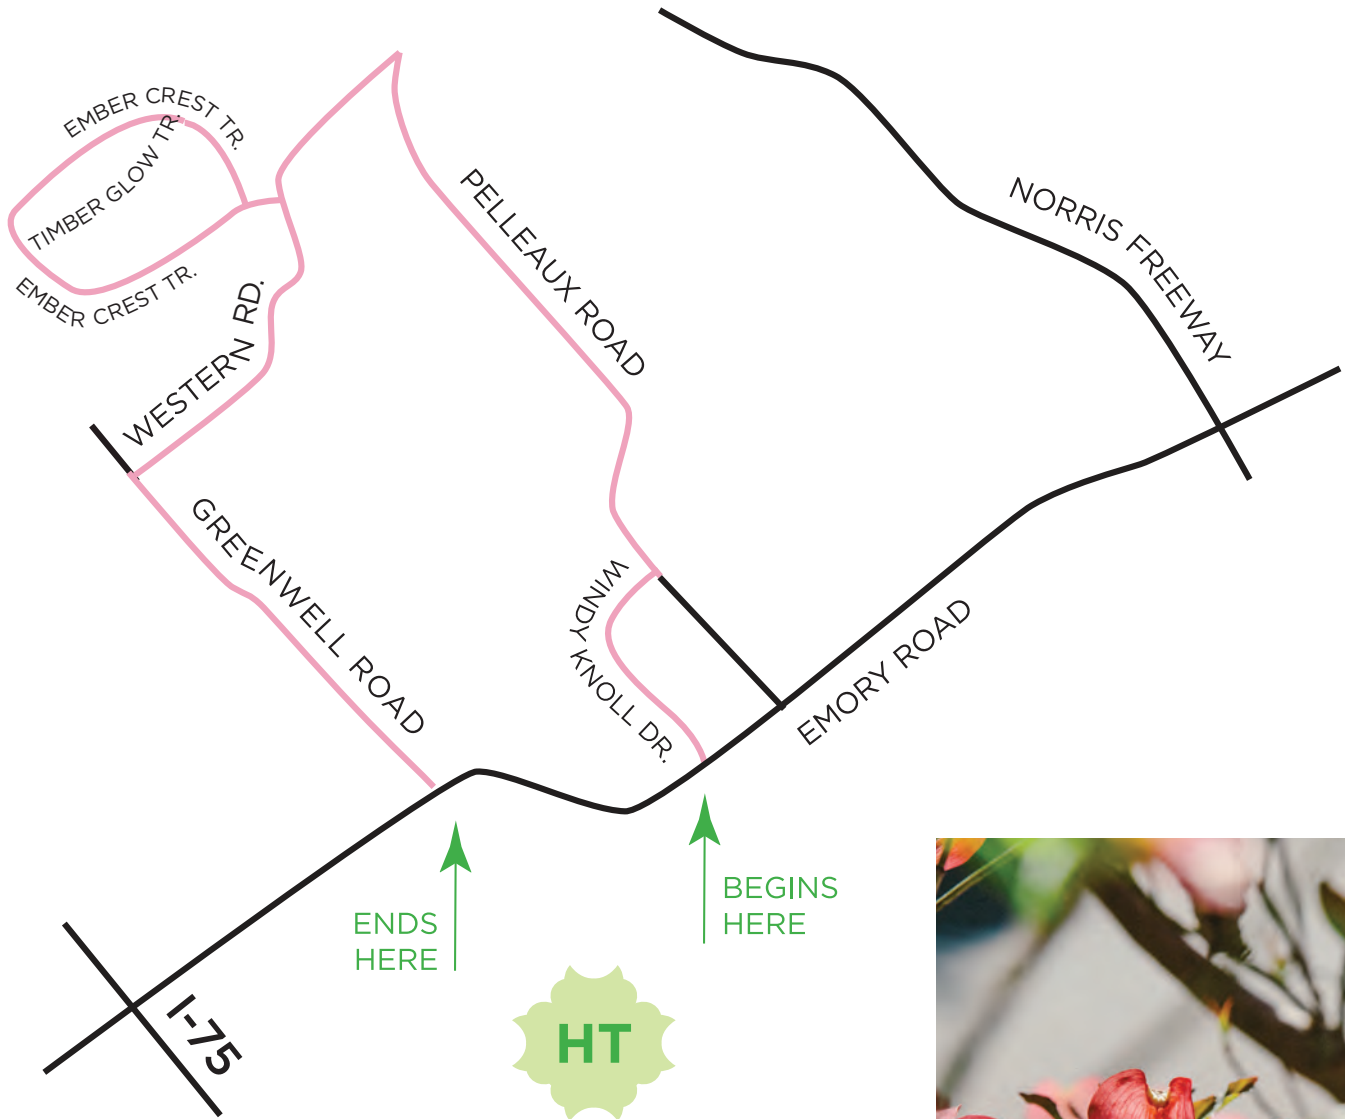 EMBER CREST TR.
TIMBER GLOW TR.
EMBER CREST TR.
WESTERN RD.
PELLEAUX ROAD
NORRIS FREEWAY
GREENWELL ROAD
WINDY KNOLL DR.
EMORY ROAD
BEGINS
HERE
ENDS
HERE
I-75
HT